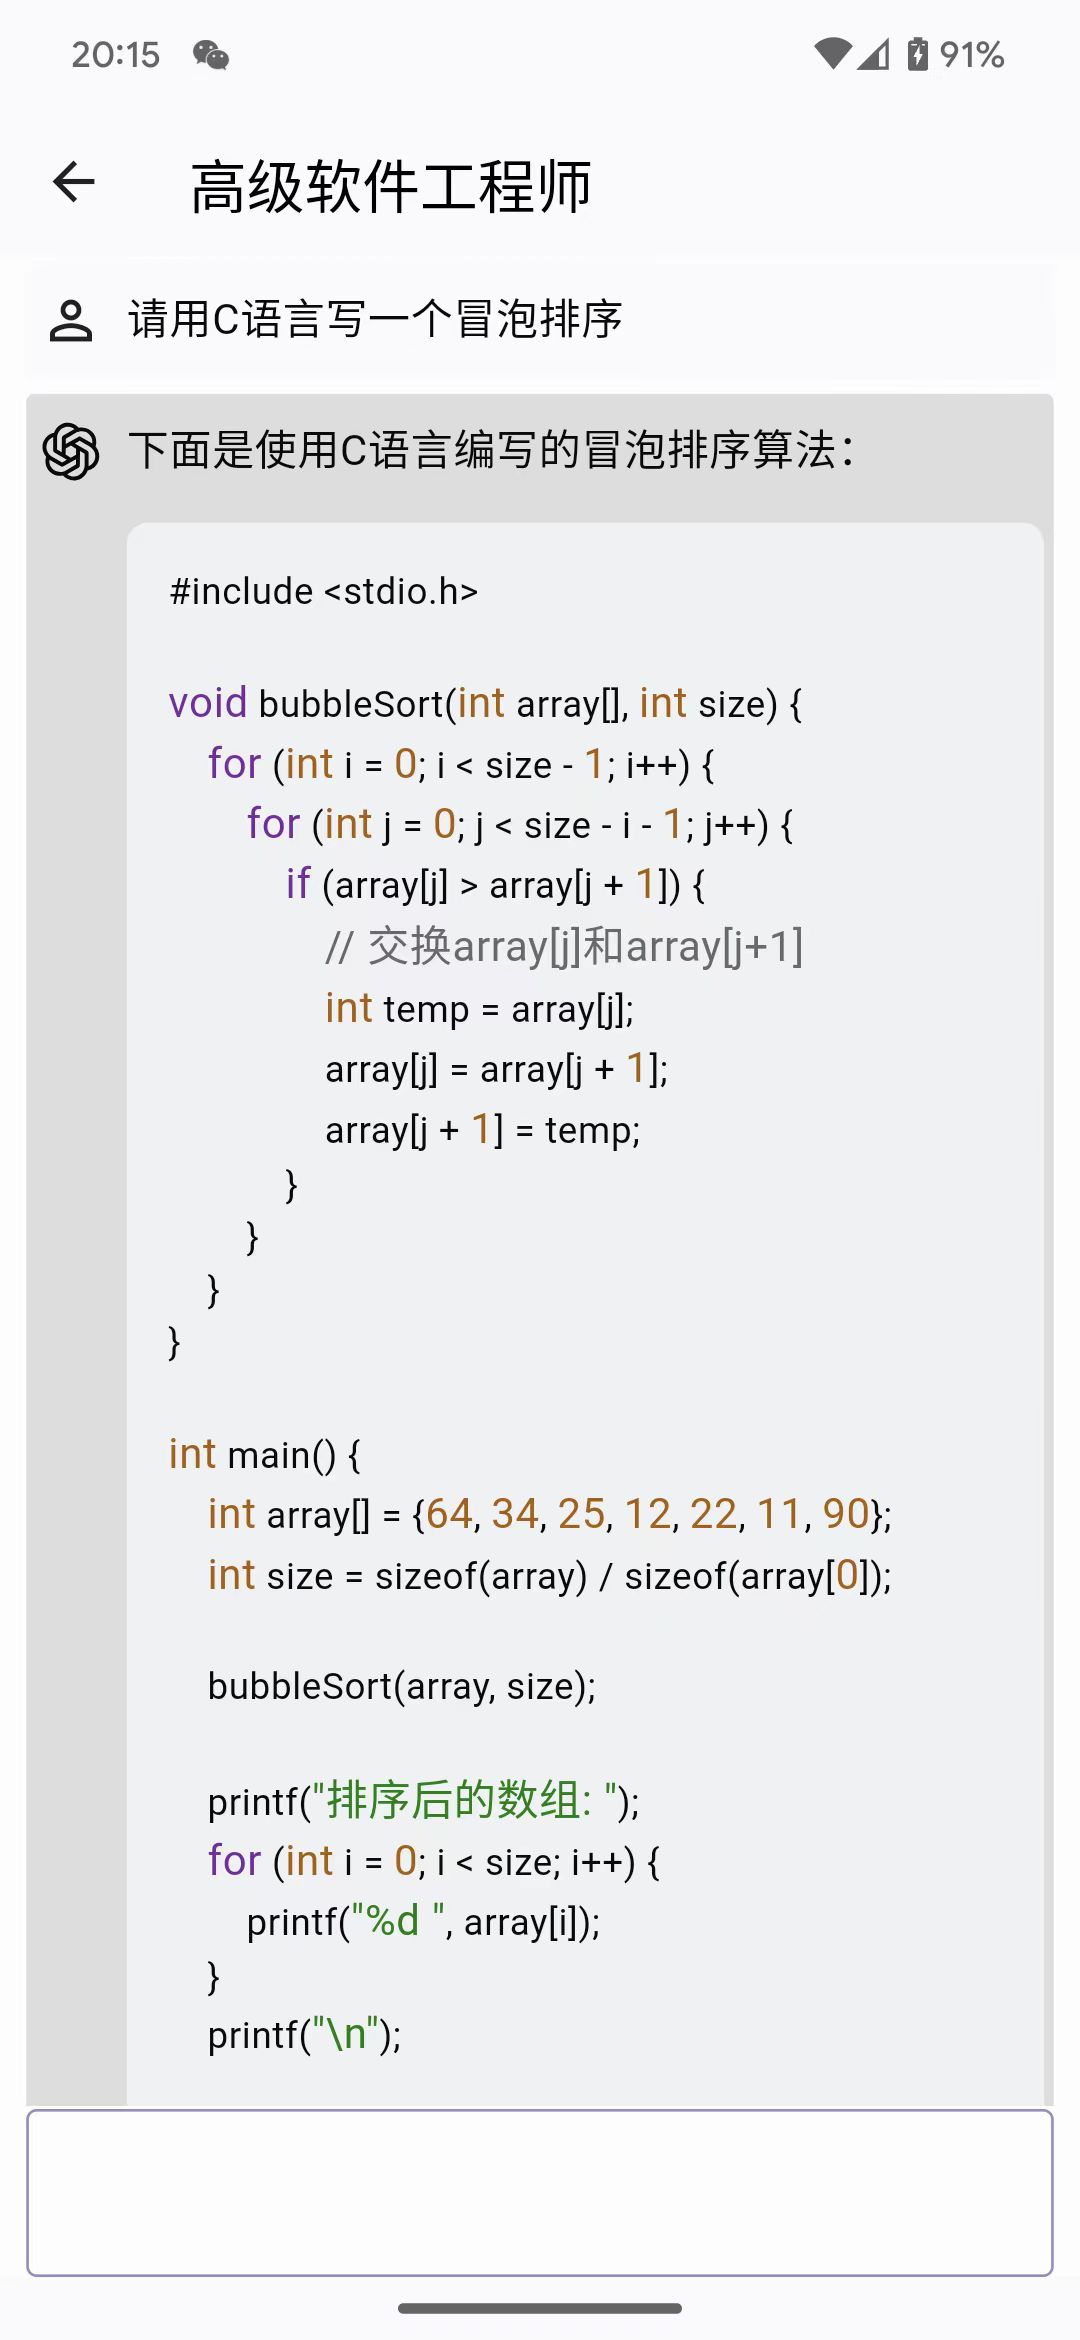 20:15
91%
高级软件工程师
请用C语言写一个冒泡排序
下面是使用C语言编写的冒泡排序算法：
#include <stdio.h>
void bubbleSort(int array[], int size) {
for (int i = 0; i < size - 1; i++) {
for (int j = 0; j < size - i - 1; j++) {
if (array[j] > array[j + 1]) {
// 交换array[j]和array[j+1]
int temp = array[j];
array[j] = array[j + 1];
array[j + 1] = temp;
}
}
}
}
int main() {
int array[] = {64, 34, 25, 12, 22, 11, 90};
int size = sizeof(array) / sizeof(array[0]);
bubbleSort(array, size);
printf("排序后的数组: ");
for (int i = 0; i < size; i++) {
printf("%d ", array[i]);
}
printf("\n");